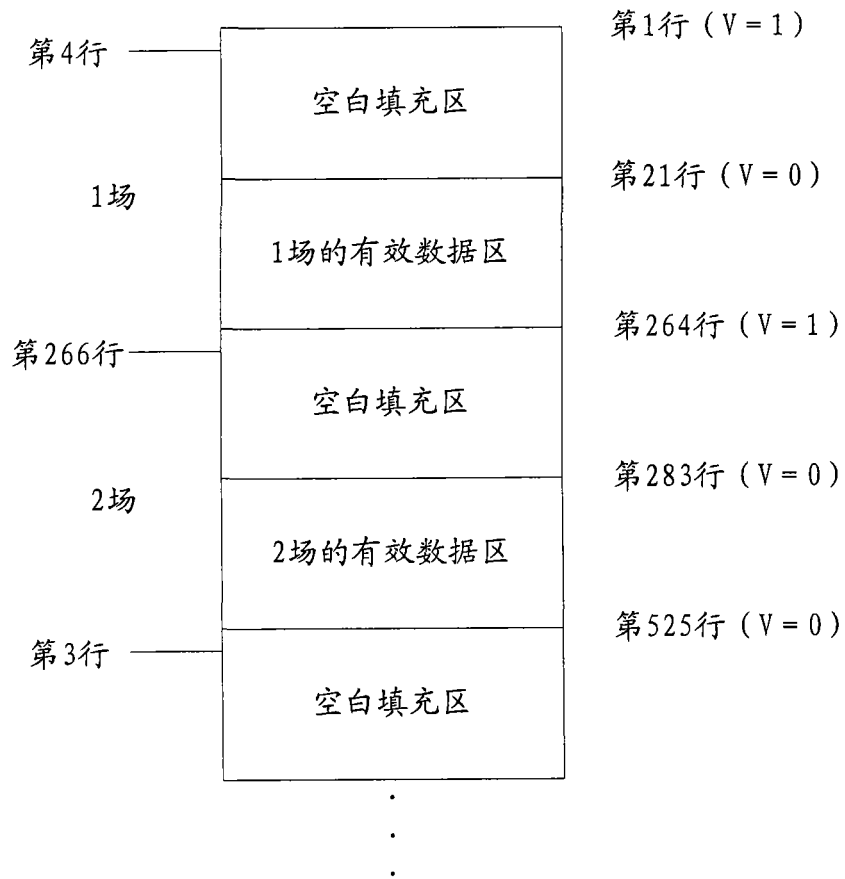 第1行（V=1）
第4行
空白填充区
第21行（V=0）
1场
1场的有效数据区
第264行（V=1）
第266行
空白填充区
第283行（V=0）
2场
2场的有效数据区
第525行（V=0）
第3行
空白填充区